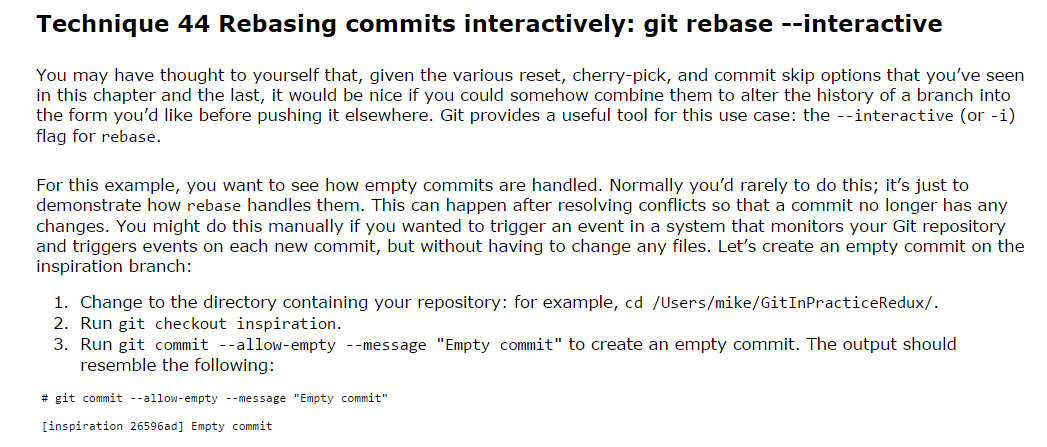 Technique 44 Rebasing commits interactively: git rebase --interactive
You may have thought to yourself that, given the various reset, cherry-pick, and commit skip options that you’ve seen
in this chapter and the last, it would be nice if you could somehow combine them to alter the history of a branch into
the form you’d like before pushing it elsewhere. Git provides a useful tool for this use case: the --interactive (or -i)
flag for rebase.
For this example, you want to see how empty commits are handled. Normally you’d rarely to do this; it’s just to
demonstrate how rebase handles them. This can happen after resolving conflicts so that a commit no longer has any
changes. You might do this manually if you wanted to trigger an event in a system that monitors your Git repository
and triggers events on each new commit, but without having to change any files. Let’s create an empty commit on the
inspiration branch:
1. Change to the directory containing your repository: for example, cd /Users/mike/GitInPracticeRedux/.
2. Run git checkout inspiration.
3. Run git commit --allow-empty --message "Empty commit" to create an empty commit. The output should
resemble the following:
# git commit --allow-empty --message "Empty commit"
[inspiration 26596ad] Empty commit